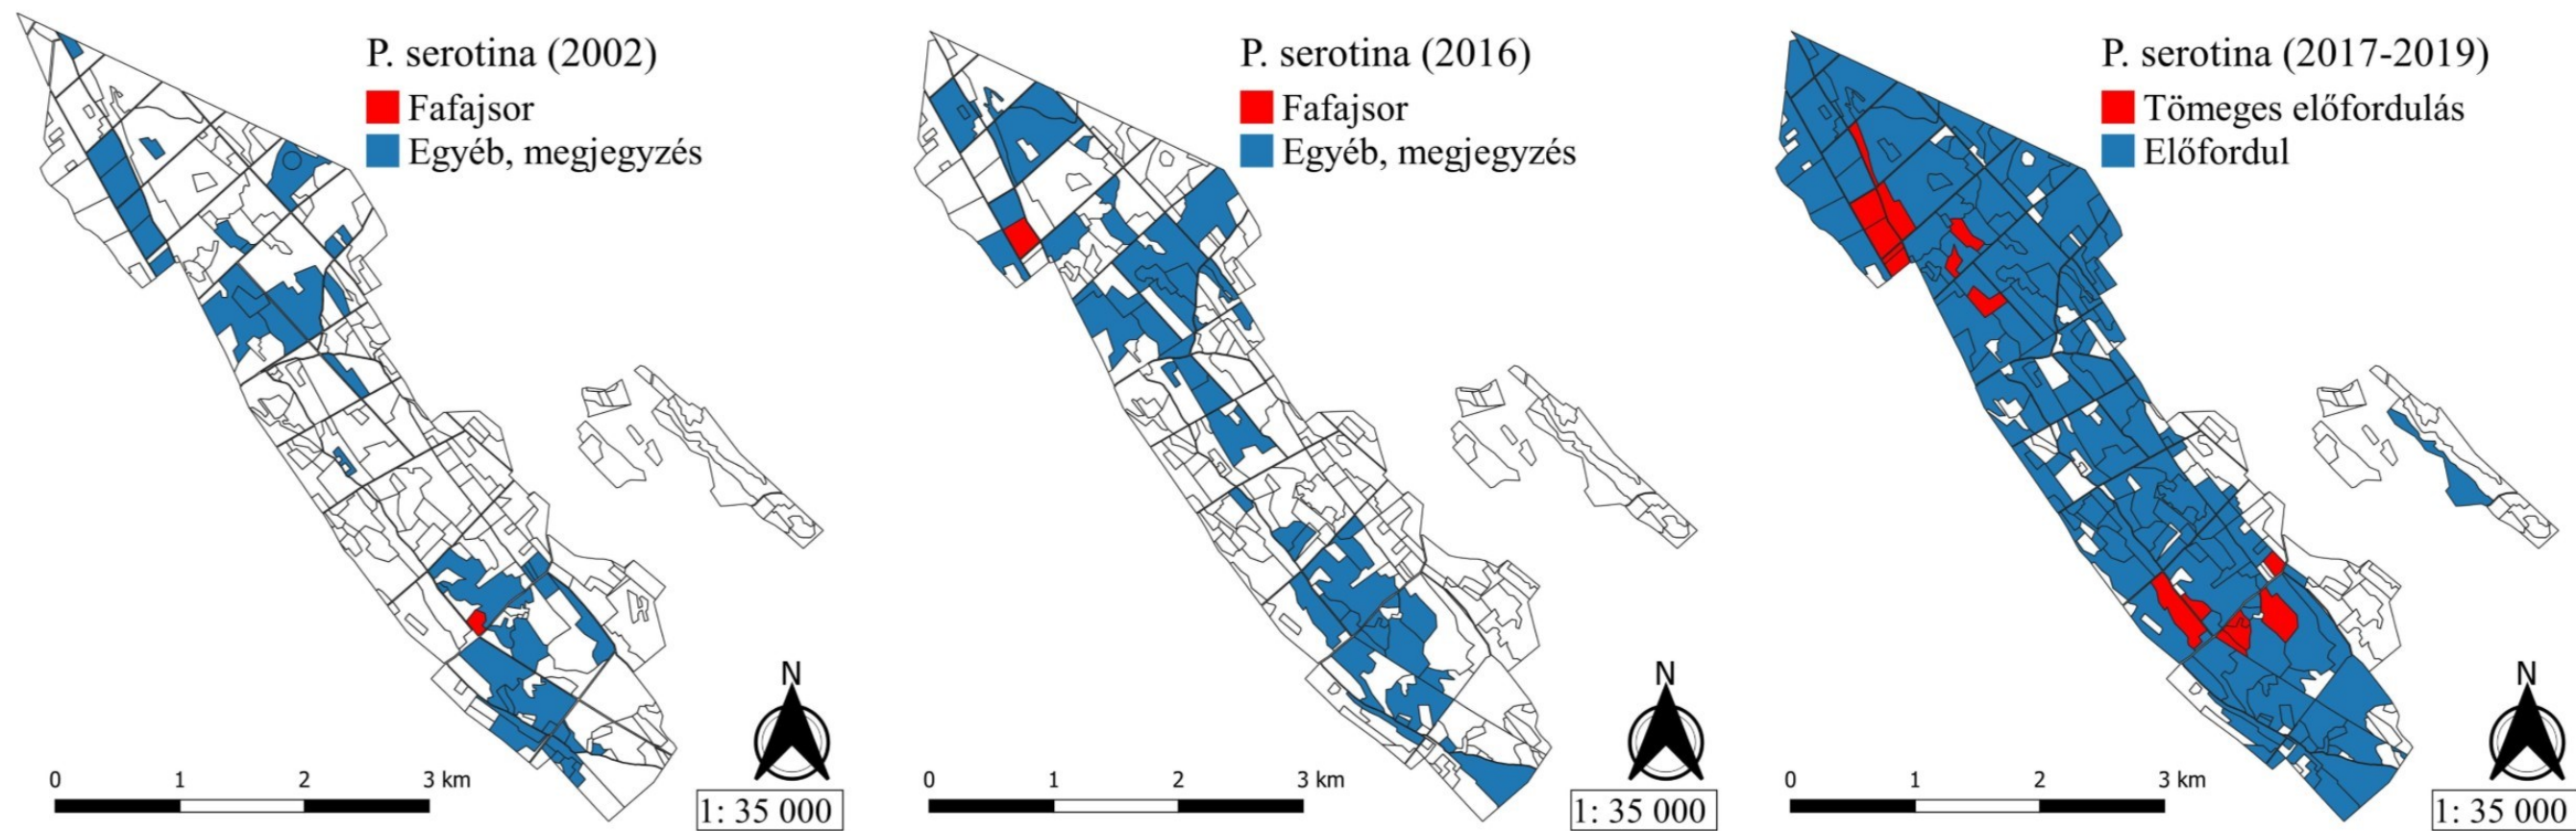 P. serotina (2002)
Fafajsor
Egyéb, megjegyzés
N
0 1 2 3 km
1: 35 000
P. serotina (2016)
Fafajsor
Egyéb, megjegyzés
N
0 1 2 3 km
1: 35 000
P. serotina (2017-2019)
Tömeges előfordulás
Előfordul
N
0 1 2 3 km
1: 35 000